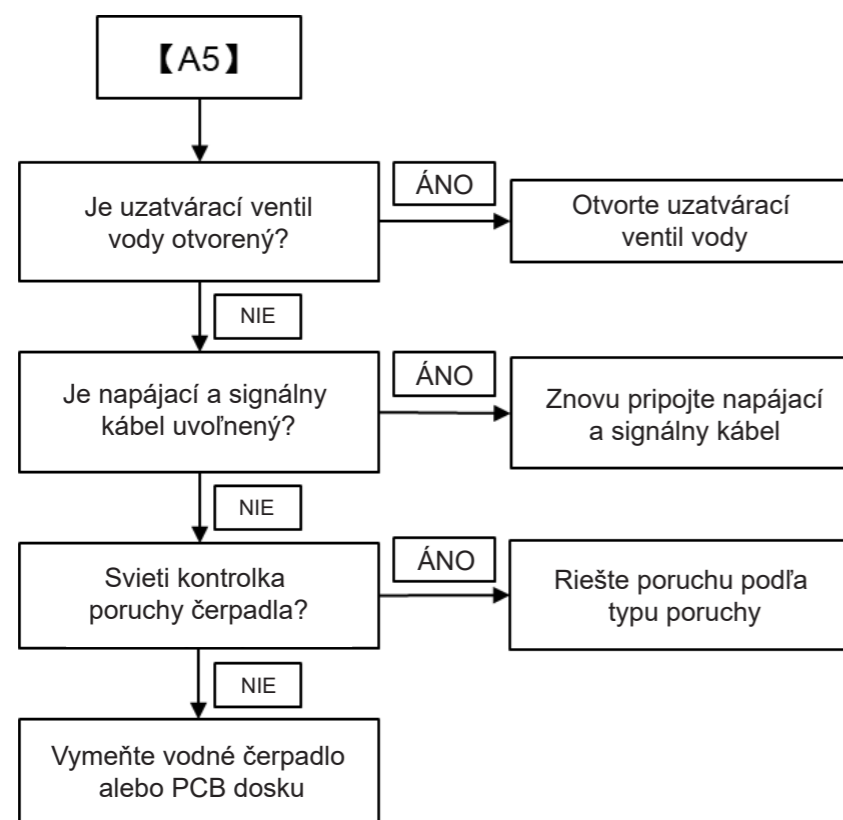 【A5】
Je uzatvárací ventil
vody otvorený?
ÁNO
Otvorte uzatvárací
ventil vody
NIE
Je napájací a signálny
kábel uvoľnený?
ÁNO
Znovu pripojte napájací
a signálny kábel
NIE
Svieti kontrolka
poruchy čerpadla?
ÁNO
Riešte poruchu podľa
typu poruchy
NIE
Vymeňte vodné čerpadlo
alebo PCB dosku